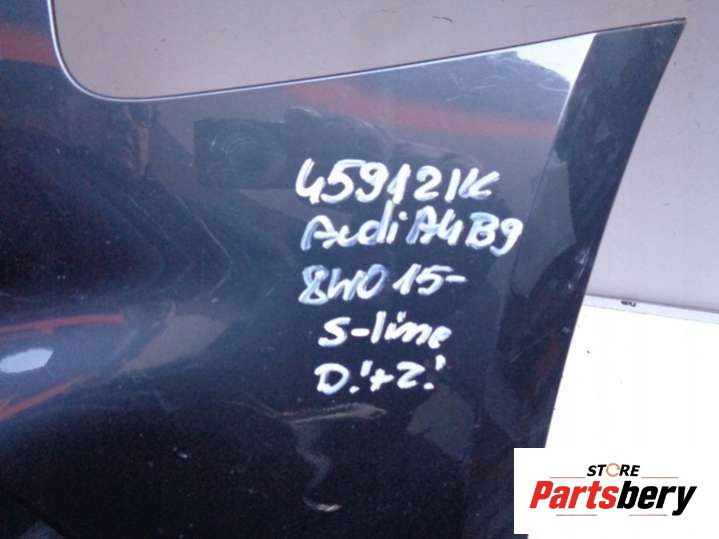 459121K
Audi A4 B9
8W0 15-
S-line
D!+Z!
STORE
Partsbery